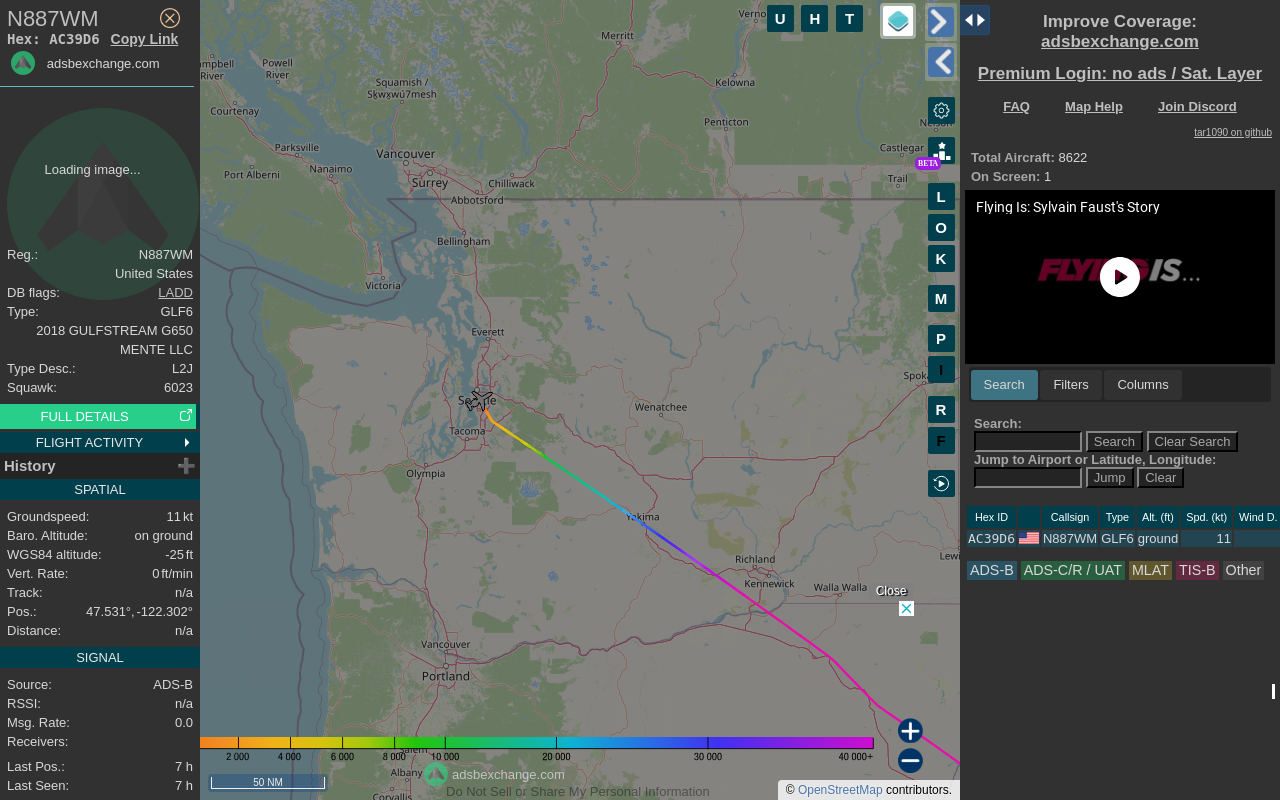 N887WM
Hex: AC39D6 Copy Link
adsbexchange.com
Loading image...
Reg.: N887WM
United States
DB flags: LADD
Type: GLF6
2018 GULFSTREAM G650
MENTE LLC
Type Desc.: L2J
Squawk: 6023
FULL DETAILS
FLIGHT ACTIVITY
History
SPATIAL
Groundspeed: 11 kt
Baro. Altitude: on ground
WGS84 altitude: -25 ft
Vert. Rate: 0 ft/min
Track: n/a
Pos.: 47.531°, -122.302°
Distance: n/a
SIGNAL
Source: ADS-B
RSSI: n/a
Msg. Rate: 0.0
Receivers:
Last Pos.: 7 h
Last Seen: 7 h
U H T
Merritt
Powell
River
Campbell
River
Squamish /
Sḵwx̱wú7mesh
Kelowna
Courtenay
Penticton
Parksville
Nanaimo
Vancouver
Castlegar
BETA
Port Alberni
Surrey
Chilliwack
Trail
Abbotsford
L
O
Bellingham
K
Victoria
M
Everett
P
I
Wenatchee
R
Tacoma
F
Olympia
Yakima
Richland
Kennewick
Walla Walla
Close
Vancouver
Portland
2 000 4 000 6 000 8 000 10 000 20 000 30 000 40 000+
Albany
adsbexchange.com
50 NM
Do Not Sell or Share My Personal Information
Corvallis
© OpenStreetMap contributors.
Improve Coverage:
adsbexchange.com
Premium Login: no ads / Sat. Layer
FAQ Map Help Join Discord
tar1090 on github
Total Aircraft: 8622
On Screen: 1
Flying Is: Sylvain Faust's Story
FLYING IS...
Search Filters Columns
Search:
Search Clear Search
Jump to Airport or Latitude, Longitude:
Jump Clear
Hex ID Callsign Type Alt. (ft) Spd. (kt) Wind D.
AC39D6 N887WM GLF6 ground 11
ADS-B ADS-C/R / UAT MLAT TIS-B Other